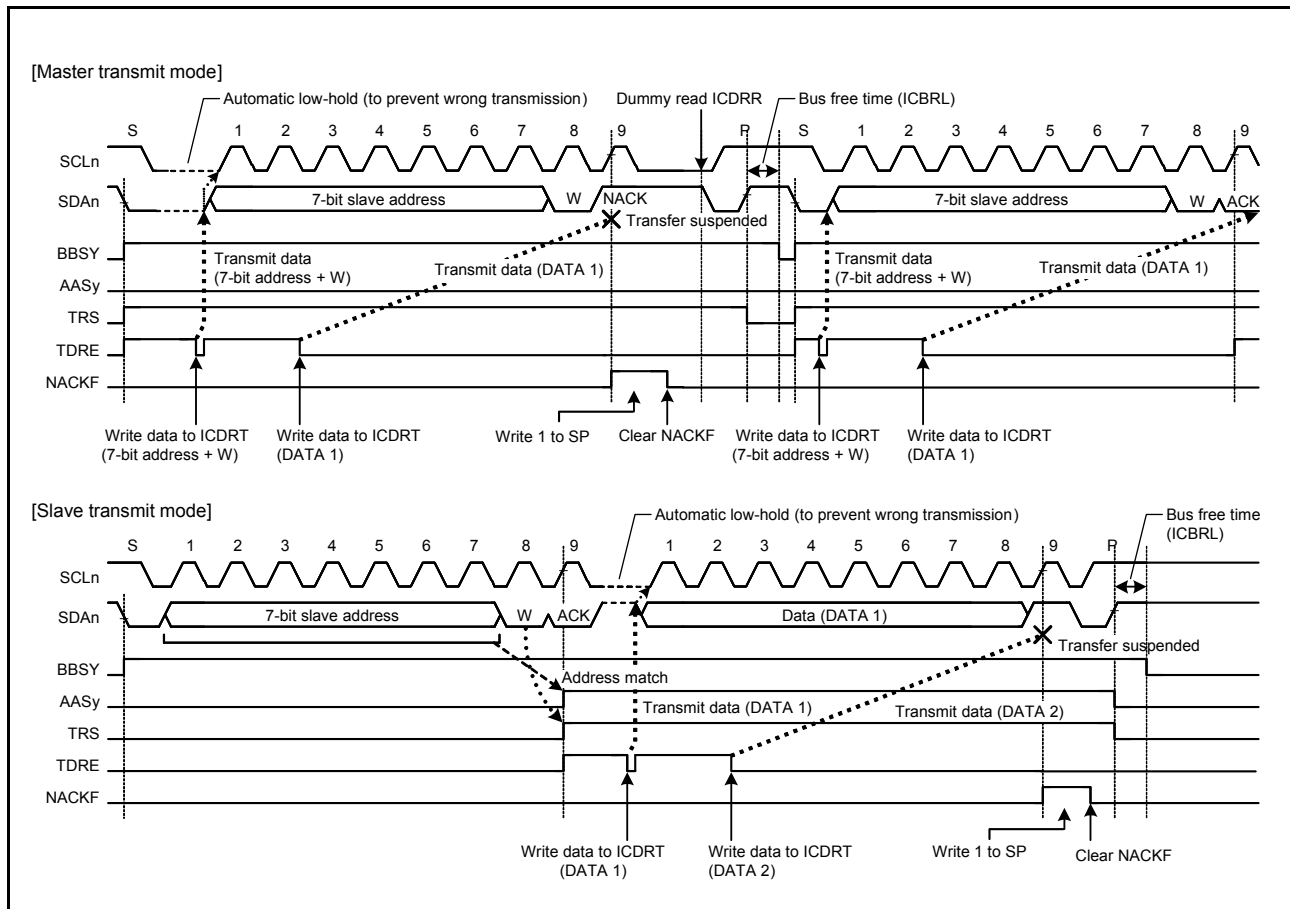 [Master transmit mode]
Automatic low-hold (to prevent wrong transmission)
Dummy read ICDRR
Bus free time (ICBRL)
S 1 2 3 4 5 6 7 8 9 P S 1 2 3 4 5 6 7 8 9
SCLn
SDAn 7-bit slave address W NACK 7-bit slave address W ACK
Transfer suspended
BBSY
Transmit data
(7-bit address + W)
Transmit data (DATA 1)
Transmit data
(7-bit address + W)
Transmit data (DATA 1)
AASy
TRS
TDRE
NACKF
Write data to ICDRT
(7-bit address + W)
Write data to ICDRT
(DATA 1)
Write 1 to SP
Clear NACKF
Write data to ICDRT
(7-bit address + W)
Write data to ICDRT
(DATA 1)
[Slave transmit mode]
Automatic low-hold (to prevent wrong transmission)
Bus free time
(ICBRL)
S 1 2 3 4 5 6 7 8 9 1 2 3 4 5 6 7 8 9 P
SCLn
SDAn 7-bit slave address W ACK Data (DATA 1)
Transfer suspended
BBSY
Address match
AASy
Transmit data (DATA 1)
Transmit data (DATA 2)
TRS
TDRE
NACKF
Write data to ICDRT
(DATA 1)
Write data to ICDRT
(DATA 2)
Write 1 to SP
Clear NACKF